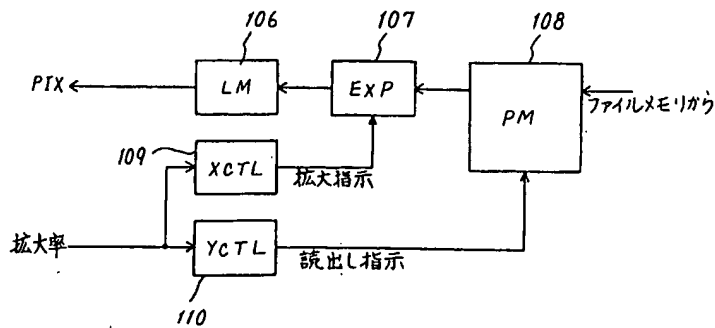 106
107
108
PIX
LM
EXP
PM
ファイルメモリから
109
XCTL
拡大指示
拡大率
YCTL
読出し指示
110